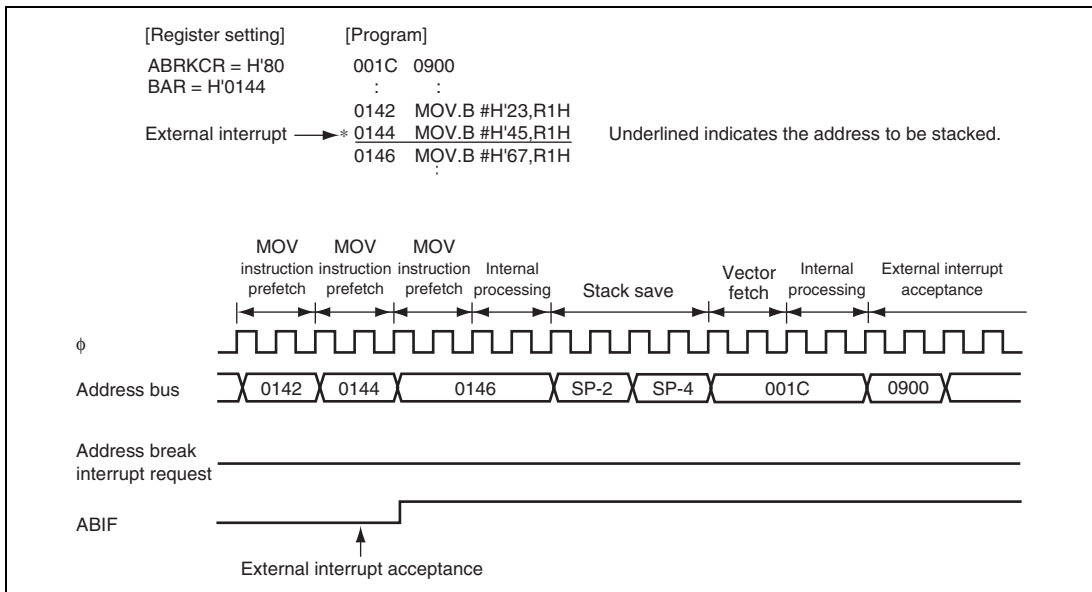 [Register setting] [Program]
ABRKCR = H'80 001C 0900
BAR = H'0144 : :
0142 MOV.B #H'23,R1H
External interrupt * 0144 MOV.B #H'45,R1H Underlined indicates the address to be stacked.
0146 MOV.B #H'67,R1H
:
MOV instruction prefetch
MOV instruction prefetch
MOV instruction prefetch
Internal processing
Stack save
Vector fetch
Internal processing
External interrupt acceptance
φ
Address bus 0142 0144 0146 SP-2 SP-4 001C 0900
Address break
interrupt request
ABIF
External interrupt acceptance